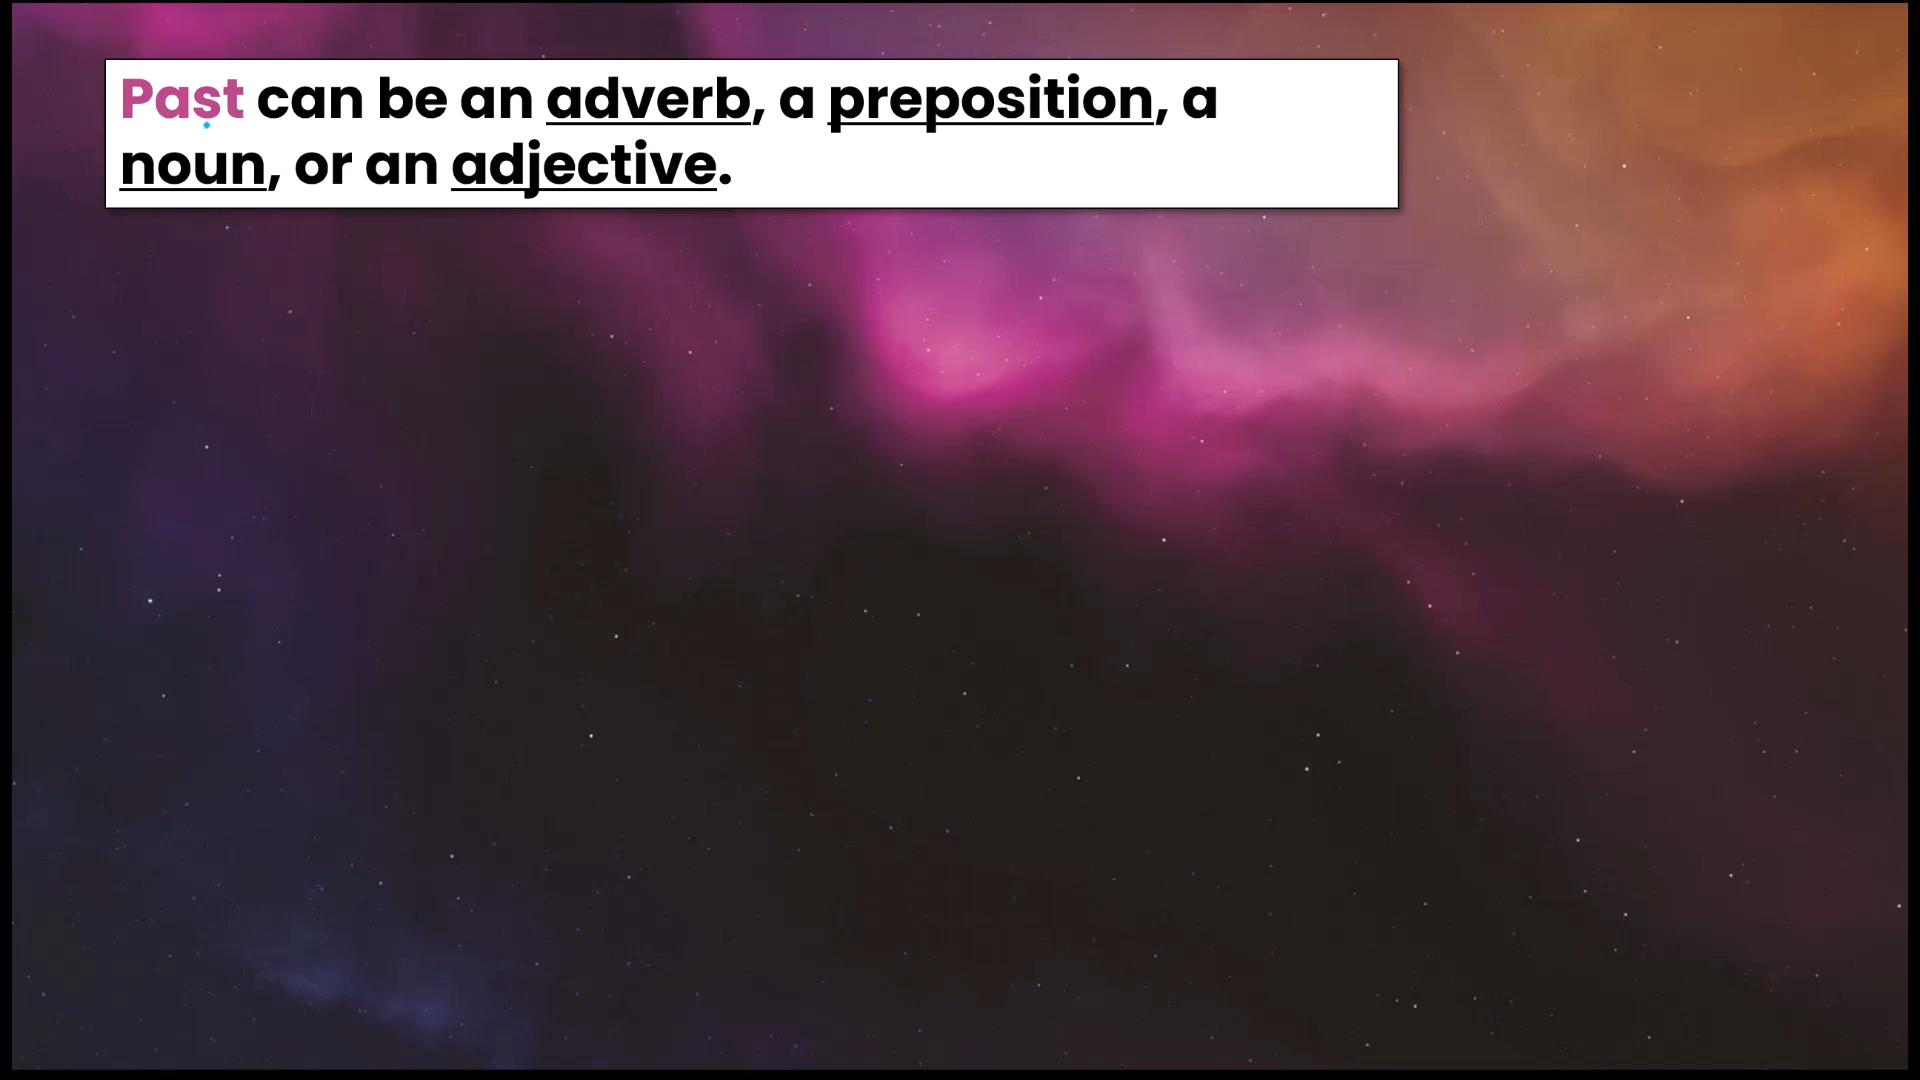 Past can be an adverb, a preposition, a
noun, or an adjective.